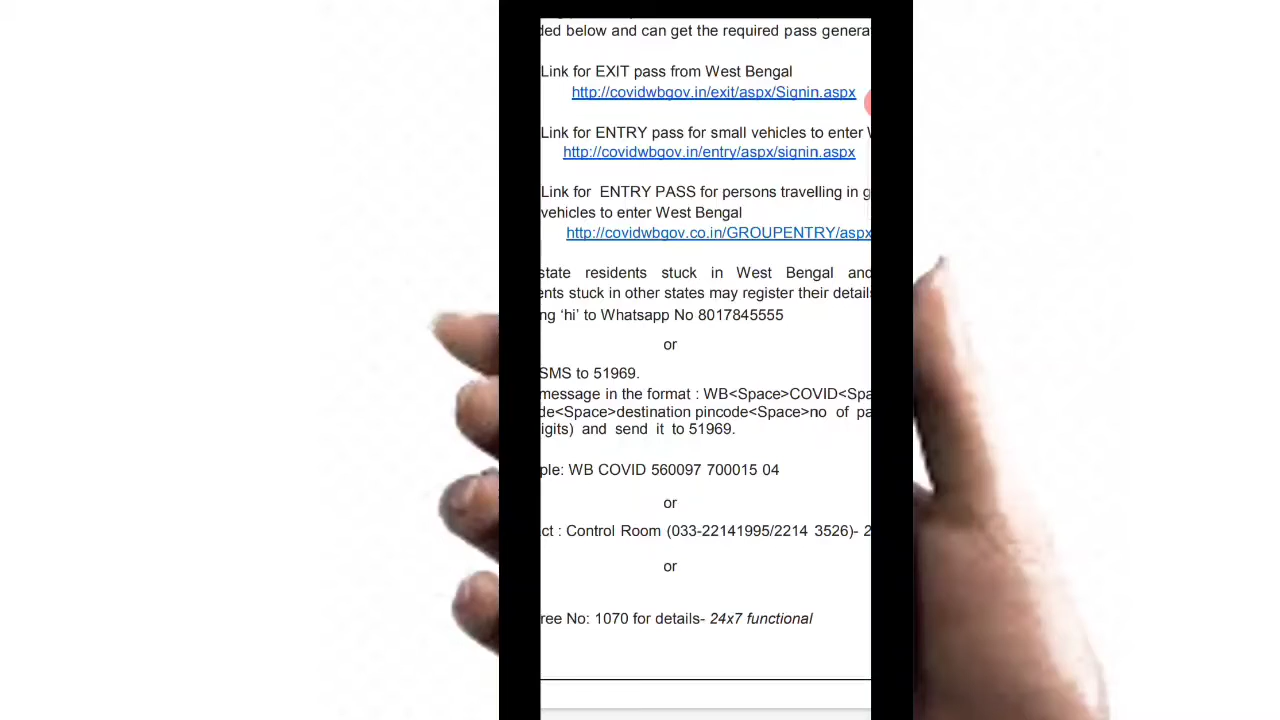 ded below and can get the required pass genera
Link for EXIT pass from West Bengal
http://covidwbgov.in/exit/aspx/Signin.aspx
Link for ENTRY pass for small vehicles to enter
http://covidwbgov.in/entry/aspx/signin.aspx
Link for ENTRY PASS for persons travelling in g
vehicles to enter West Bengal
http://covidwbgov.co.in/GROUPENTRY/aspx
state residents stuck in West Bengal and
ents stuck in other states may register their details
ng ‘hi’ to Whatsapp No 8017845555
or
SMS to 51969.
message in the format : WB<Space>COVID<Spa
de<Space>destination pincode<Space>no of pa
igits) and send it to 51969.
ple: WB COVID 560097 700015 04
or
ct : Control Room (033-22141995/2214 3526)- 2
or
ree No: 1070 for details- 24x7 functional